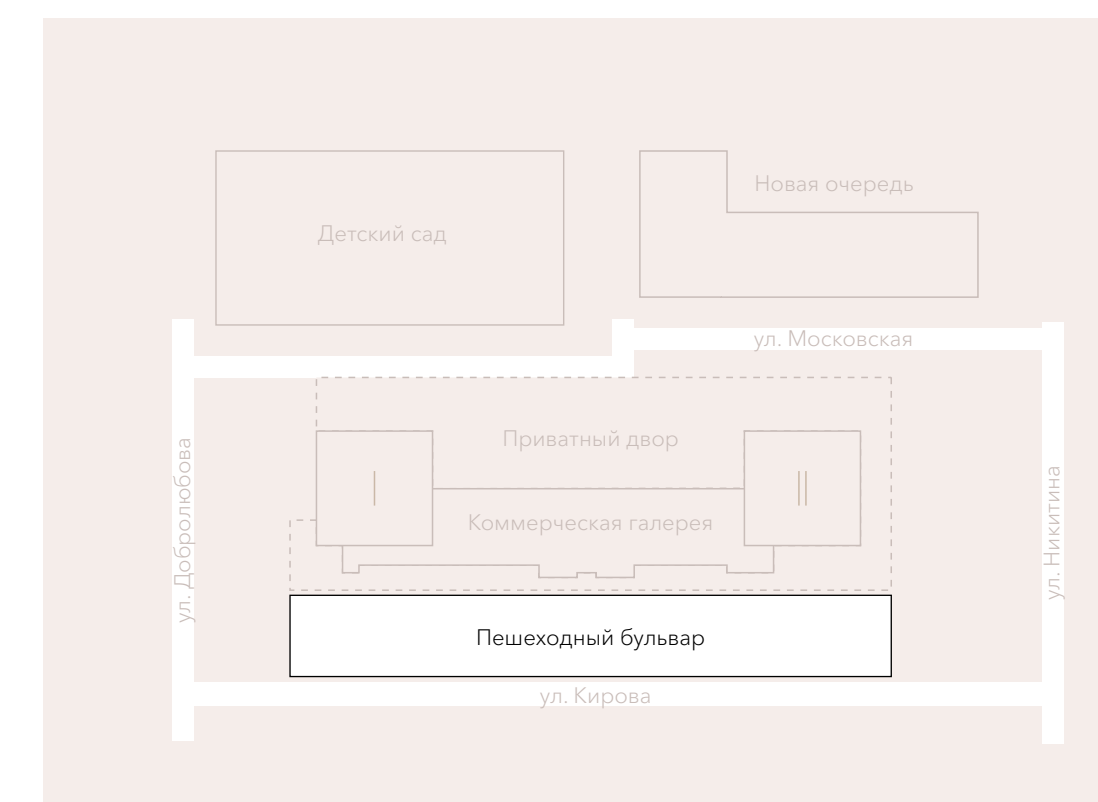 Новая очередь
Детский сад
ул. Московская
Приватный двор
I
II
Коммерческая галерея
ул. Добролюбова
ул. Никитина
Пешеходный бульвар
ул. Кирова